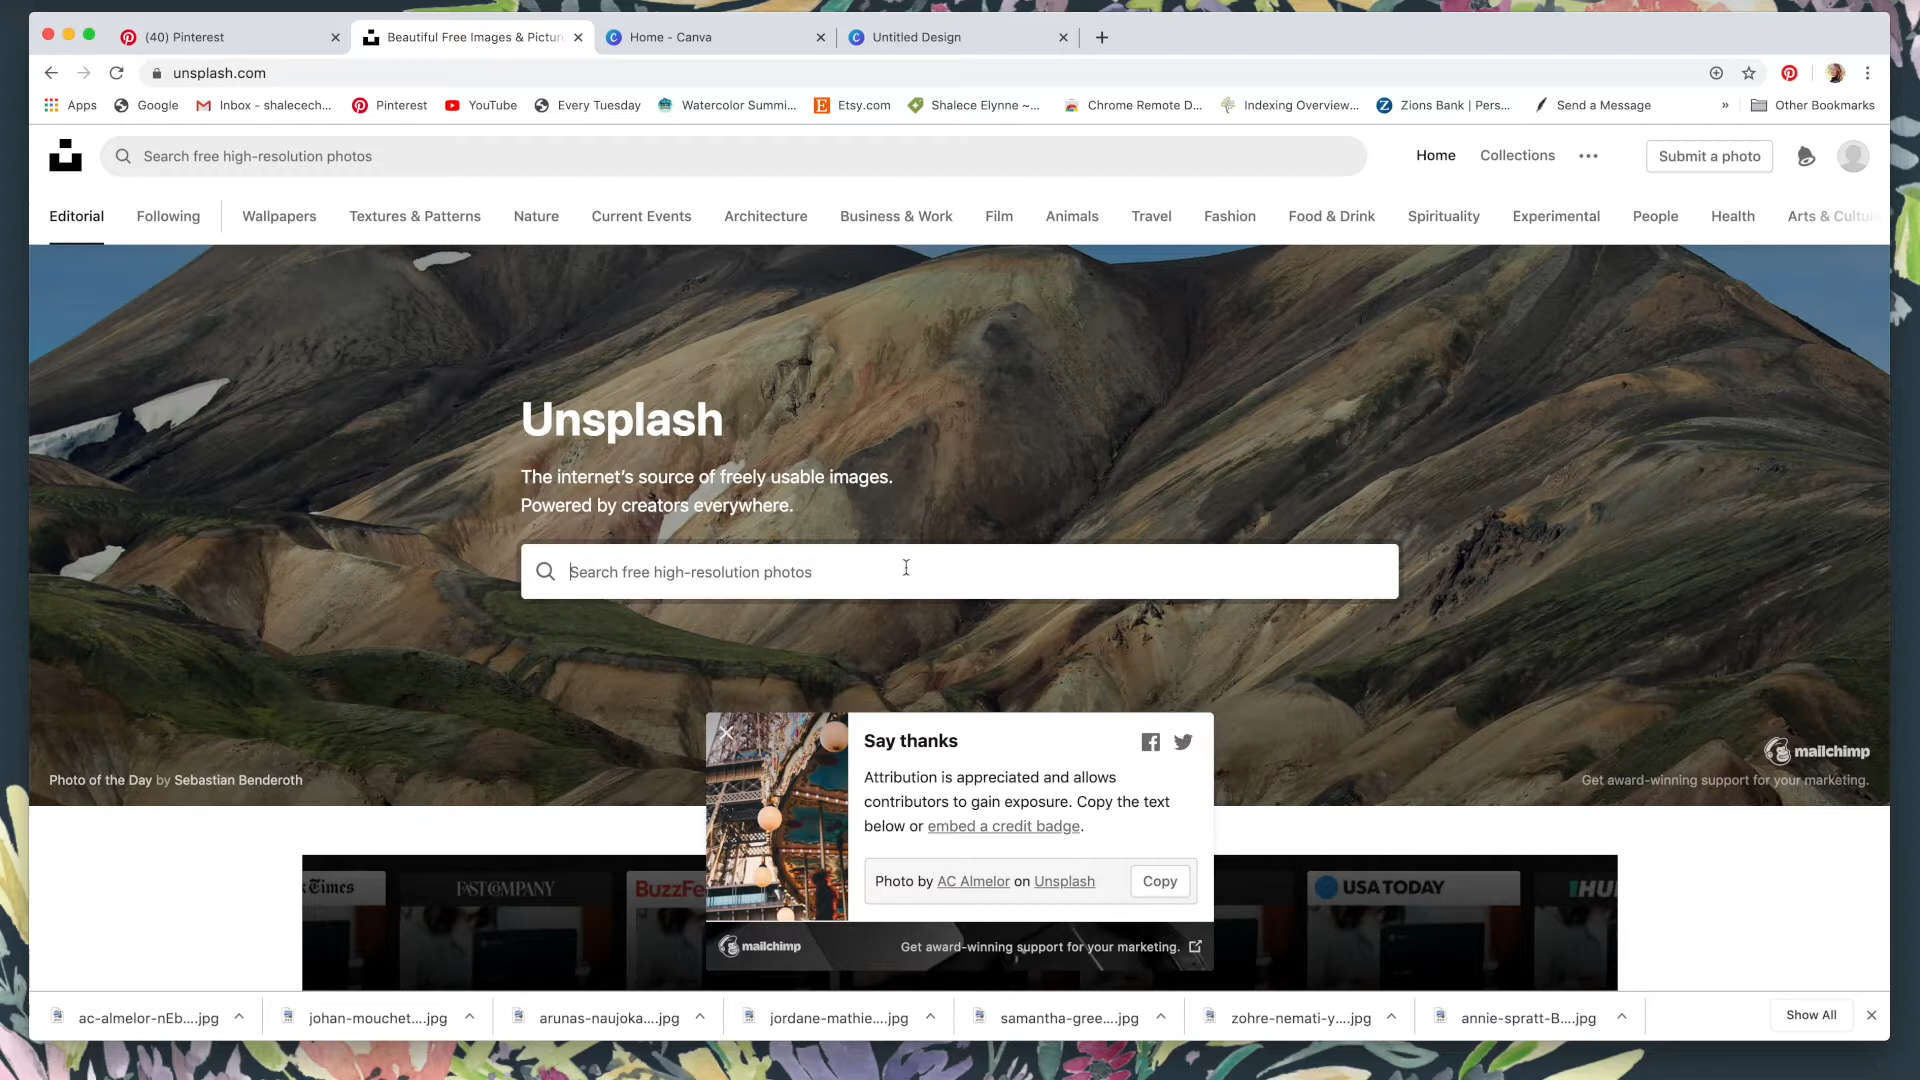 (40) Pinterest
Beautiful Free Images & Pictur
Home - Canva
Untitled Design
unsplash.com
Apps
Google
Inbox - shalecech...
Pinterest
YouTube
Every Tuesday
Watercolor Summi...
Etsy.com
Shalece Elynne ~...
Chrome Remote D...
Indexing Overview...
Zions Bank | Pers...
Send a Message
»
Other Bookmarks
Search free high-resolution photos
Home
Collections
Submit a photo
Editorial
Following
Wallpapers
Textures & Patterns
Nature
Current Events
Architecture
Business & Work
Film
Animals
Travel
Fashion
Food & Drink
Spirituality
Experimental
People
Health
Arts & Cultu
Unsplash
The internet's source of freely usable images.
Powered by creators everywhere.
Search free high-resolution photos
Say thanks
Attribution is appreciated and allows
contributors to gain exposure. Copy the text
below or embed a credit badge.
Photo by AC Almelor on Unsplash
Copy
mailchimp
Get award-winning support for your marketing.
Photo of the Day by Sebastian Benderoth
mailchimp
Get award-winning support for your marketing.
Times
FAST COMPANY
BuzzFe
USA TODAY
ac-almelor-nEb....jpg
johan-mouchet....jpg
arunas-naujoka....jpg
jordane-mathie....jpg
samantha-gree....jpg
zohre-nemati-y....jpg
annie-spratt-B....jpg
Show All